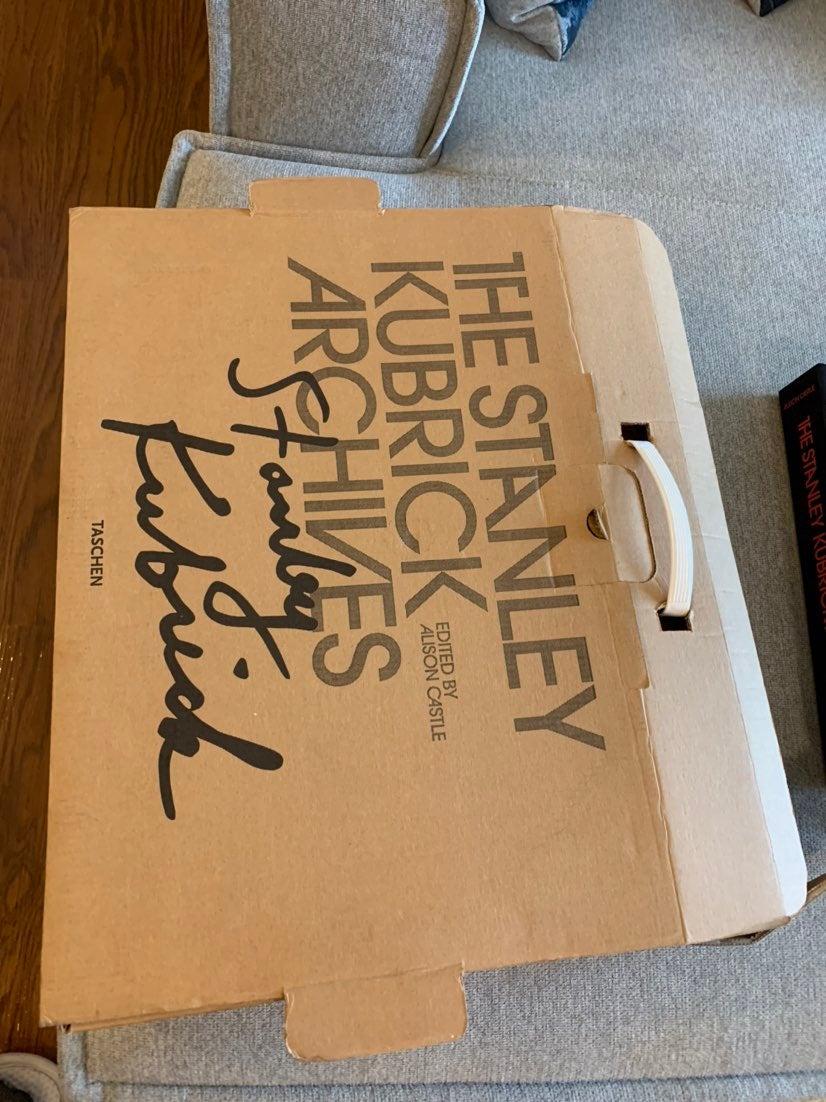 THE STANLEY
KUBRICK
ARCHIVES
EDITED BY
ALISON CASTLE
Stanley
Kubrick
TASCHEN
THE STANLEY KUBRICK